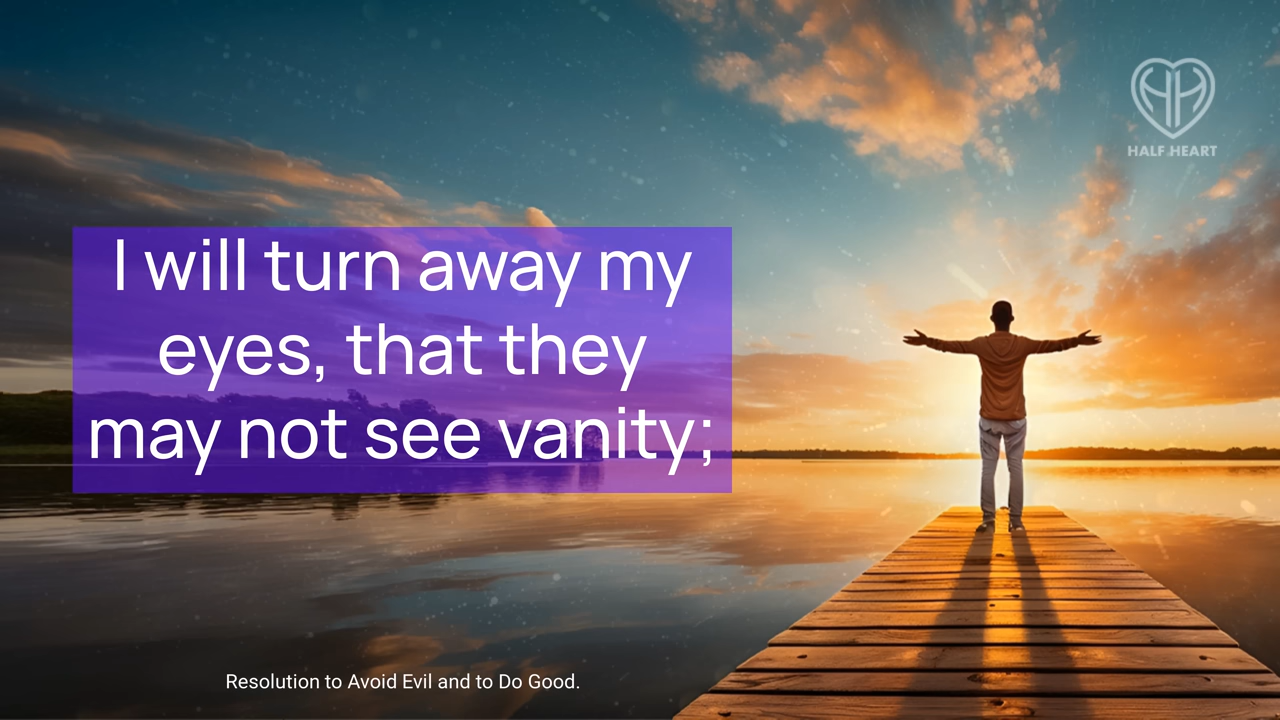 HALF HEART
I will turn away my
eyes, that they
may not see vanity;
Resolution to Avoid Evil and to Do Good.